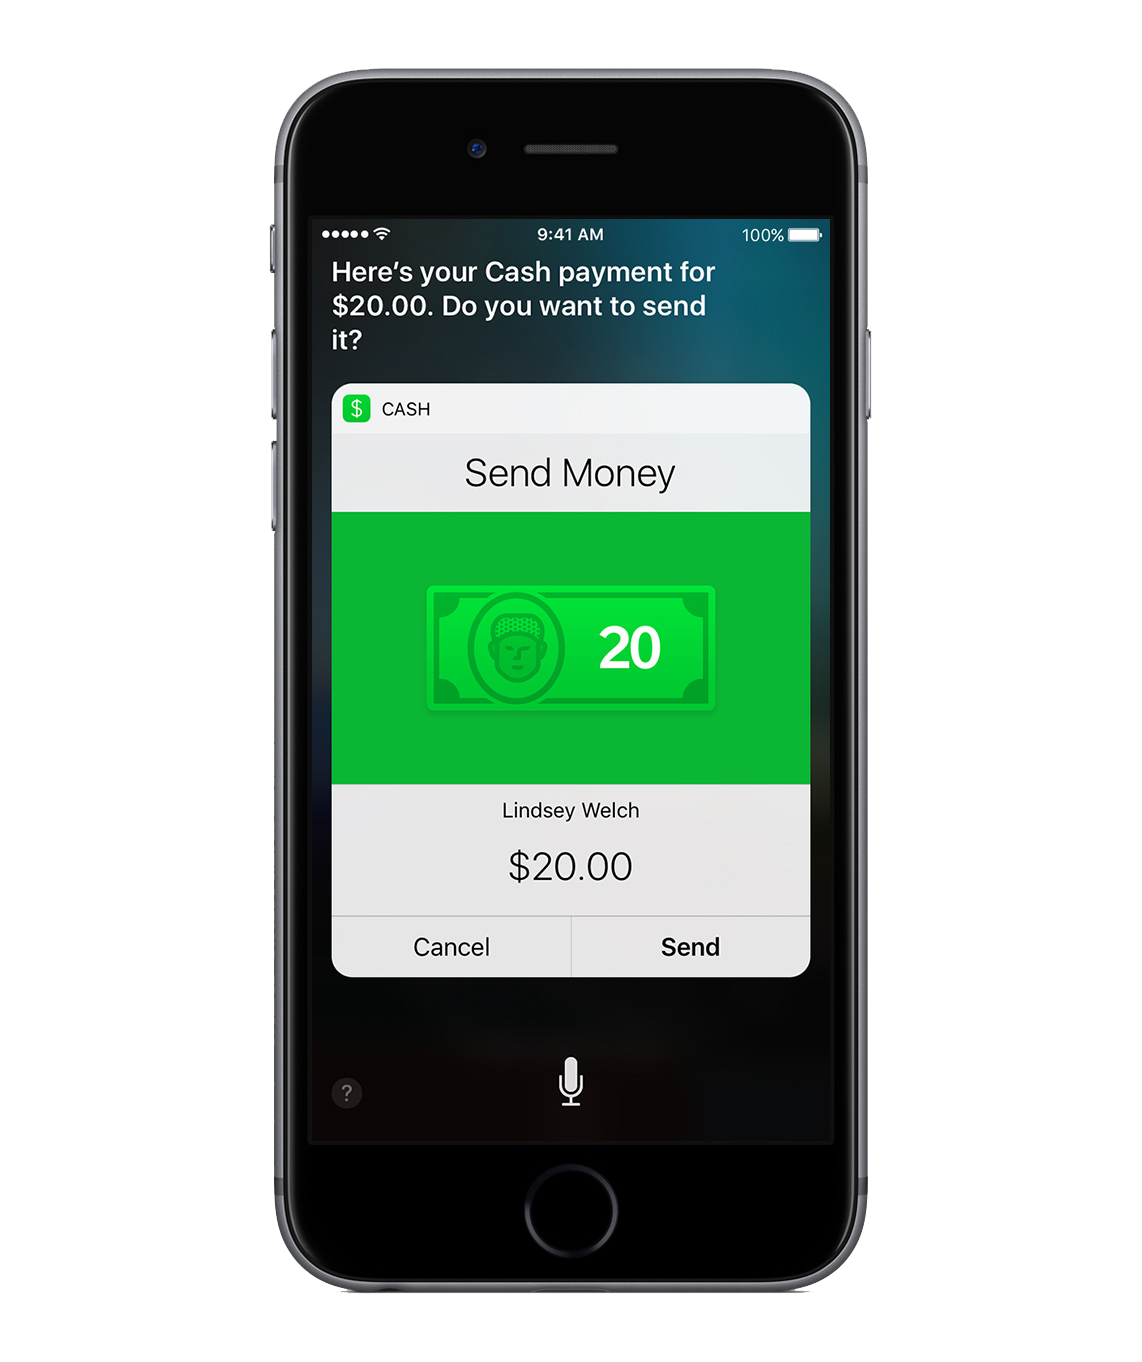 9:41 AM
100%
Here's your Cash payment for
$20.00. Do you want to send
it?
$ CASH
Send Money
20
Lindsey Welch
$20.00
Cancel
Send
?